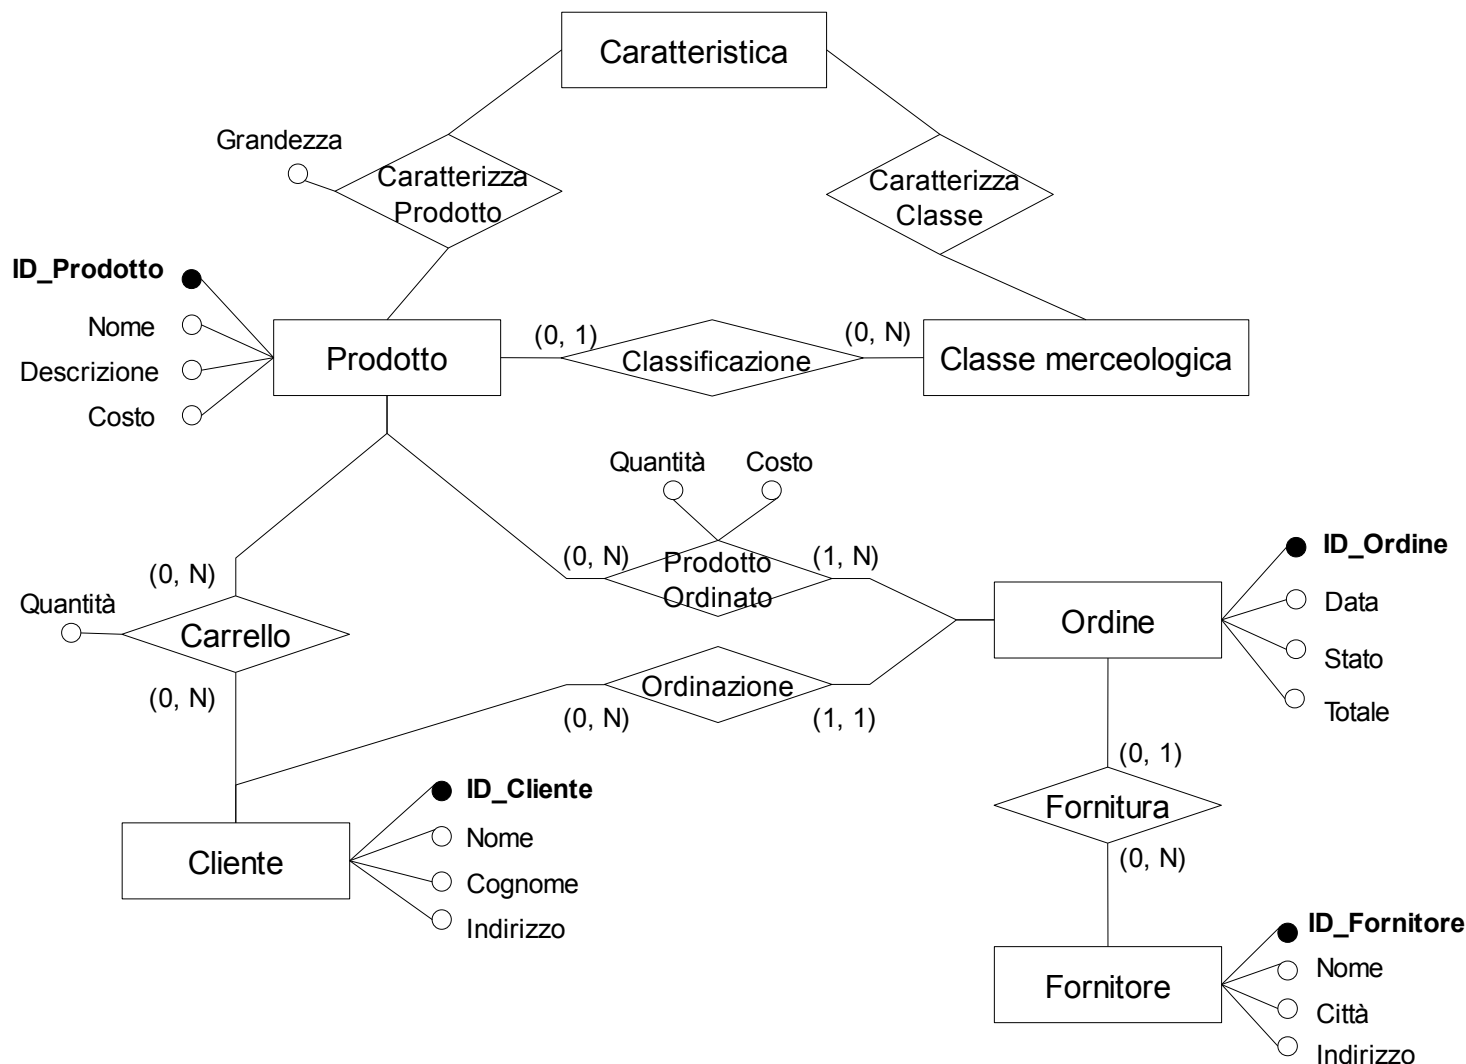 Caratteristica
Grandezza
Caratterizza
Prodotto
Caratterizza
Classe
ID_Prodotto
Nome
Descrizione
Costo
Prodotto
(0, 1)
Classificazione
(0, N)
Classe merceologica
Quantità
Costo
(0, N)
Prodotto
Ordinato
(1, N)
(0, N)
Quantità
Carrello
(0, N)
Ordine
ID_Ordine
Data
Stato
Totale
Ordinazione
(0, N)
(1, 1)
(0, 1)
Fornitura
(0, N)
Cliente
ID_Cliente
Nome
Cognome
Indirizzo
Fornitore
ID_Fornitore
Nome
Città
Indirizzo